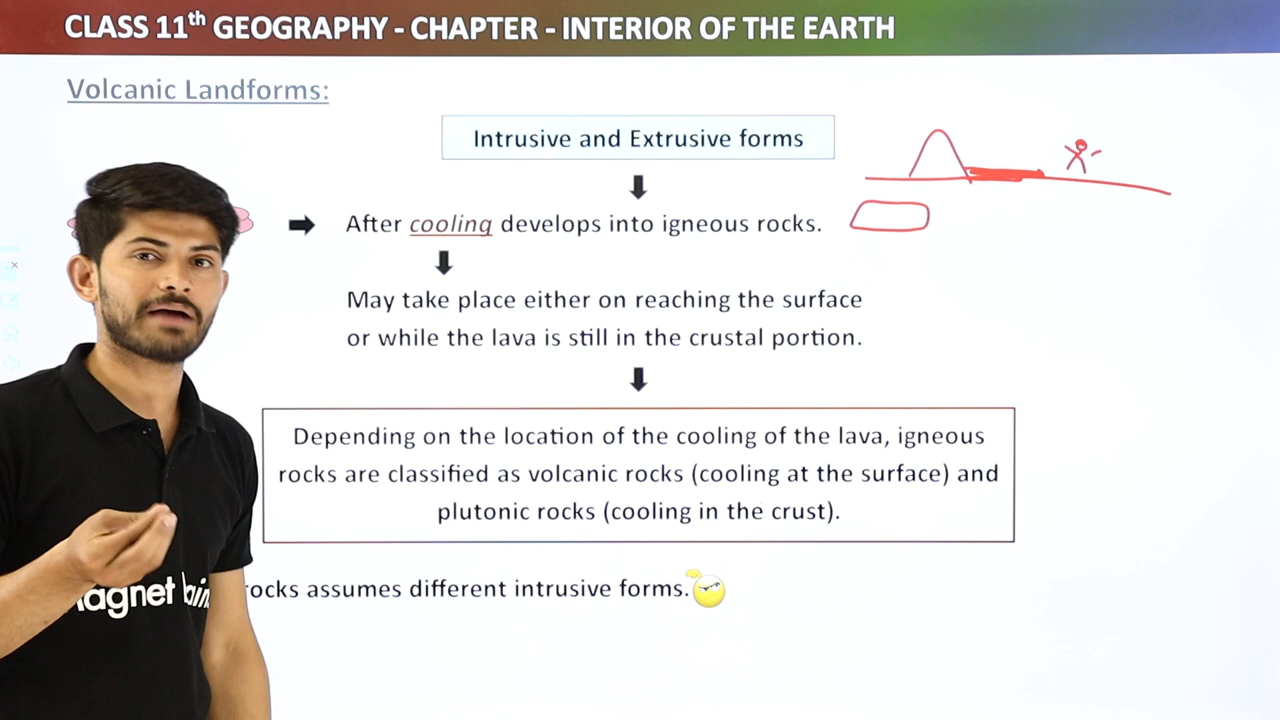 CLASS 11th GEOGRAPHY - CHAPTER - INTERIOR OF THE EARTH
Volcanic Landforms:
Intrusive and Extrusive forms
After cooling develops into igneous rocks.
May take place either on reaching the surface
or while the lava is still in the crustal portion.
Depending on the location of the cooling of the lava, igneous
rocks are classified as volcanic rocks (cooling at the surface) and
plutonic rocks (cooling in the crust).
rocks assumes different intrusive forms.
agnet